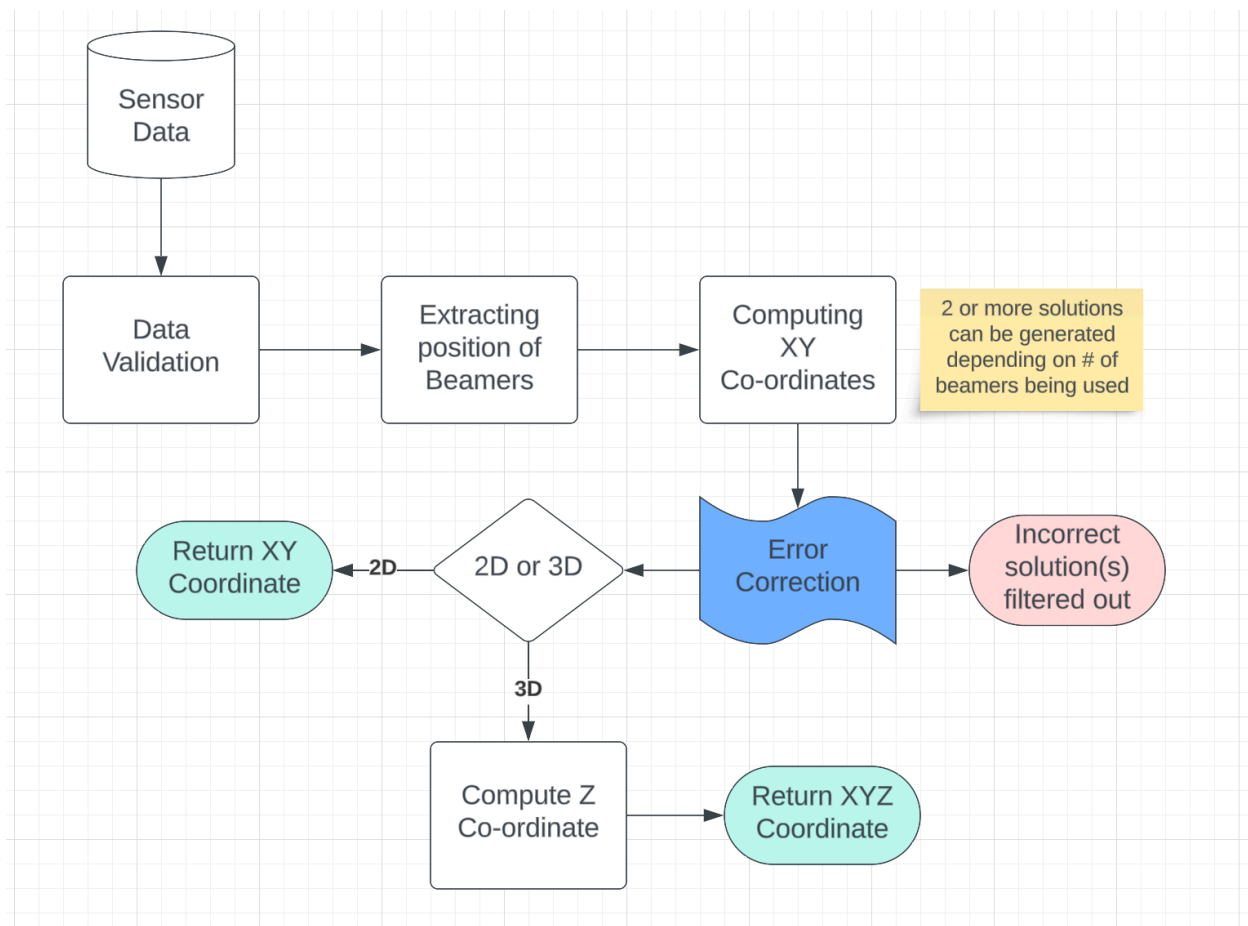 Sensor
Data
Data
Validation
Extracting
position of
Beamers
Computing
XY
Co-ordinates
2 or more solutions
can be generated
depending on # of
beamers being used
Return XY
Coordinate
2D
2D or 3D
Error
Correction
Incorrect
solution(s)
filtered out
3D
Compute Z
Co-ordinate
Return XYZ
Coordinate